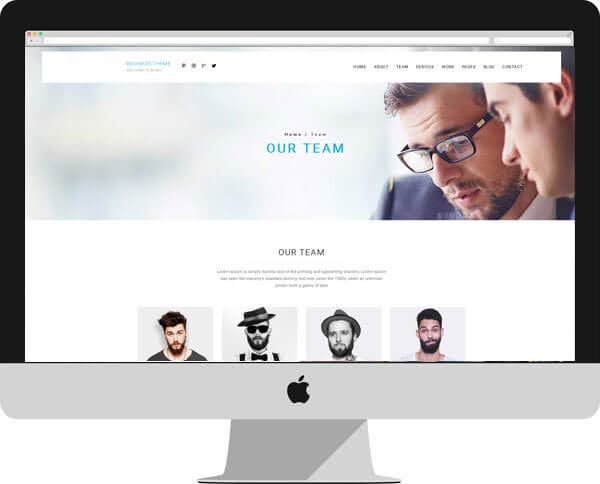 BUSINESS THEME
WELCOME TO
HOME ABOUT TEAM SERVICE WORK PAGES BLOG CONTACT
Home / Team
OUR TEAM
OUR TEAM
Lorem Ipsum is simply dummy text of the printing and typesetting industry. Lorem Ipsum has
been the industry's standard dummy text ever since the 1500s, when an unknown
printer took a galley of type